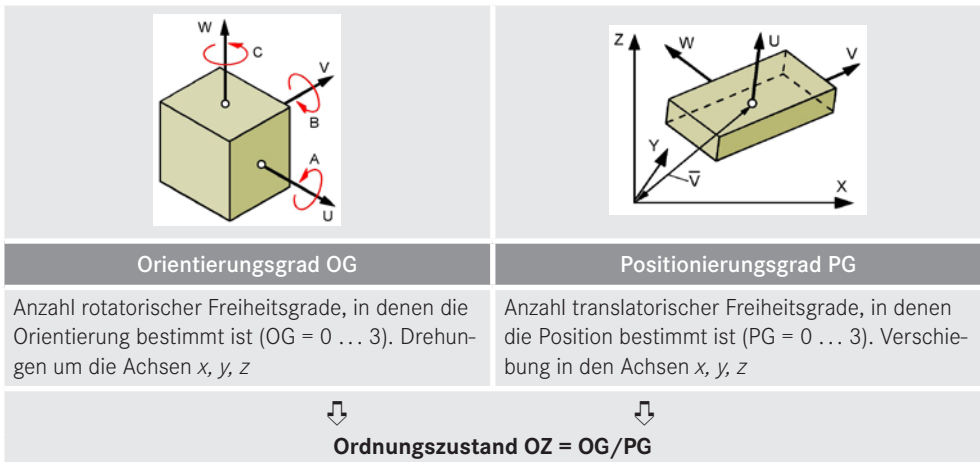 W
C
V
B
A
U
Z
W
U
V
Y
V̅
X
Orientierungsgrad OG
Positionierungsgrad PG
Anzahl rotatorischer Freiheitsgrade, in denen die
Orientierung bestimmt ist (OG = 0 … 3). Drehun-
gen um die Achsen x, y, z
Anzahl translatorischer Freiheitsgrade, in denen
die Position bestimmt ist (PG = 0 … 3). Verschie-
bung in den Achsen x, y, z
Ordnungszustand OZ = OG/PG